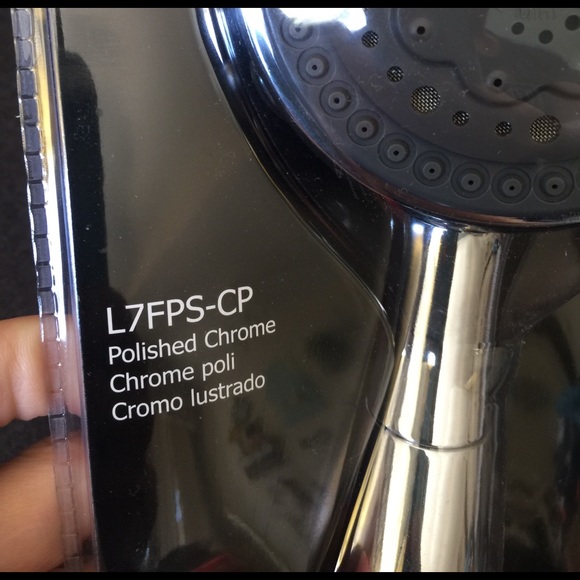 L7FPS-CP
Polished Chrome
Chrome poli
Cromo lustrado